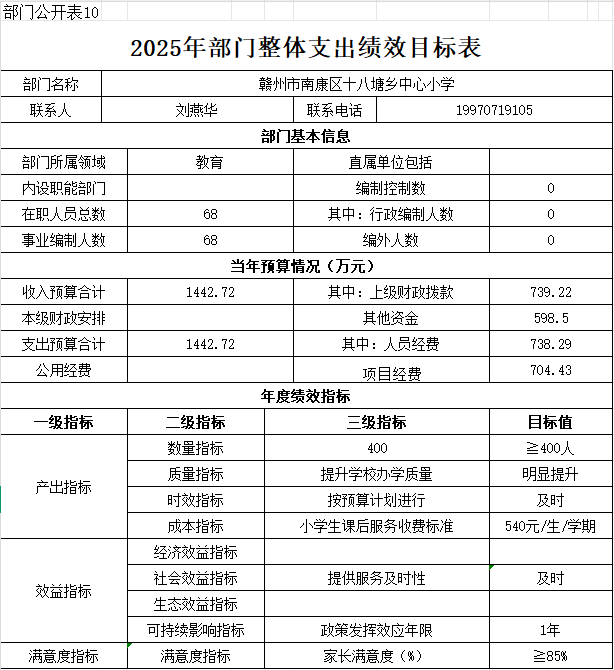 部门公开表10
2025年部门整体支出绩效目标表
部门名称 赣州市南康区十八塘乡中心小学
联系人 刘燕华 联系电话 19970719105
部门基本信息
部门所属领域 教育 直属单位包括
内设职能部门 编制控制数 0
在职人员总数 68 其中：行政编制人数 0
事业编制人数 68 编外人数 0
当年预算情况（万元）
收入预算合计 1442.72 其中：上级财政拨款 739.22
本级财政安排 其他资金 598.5
支出预算合计 1442.72 其中：人员经费 738.29
公用经费 项目经费 704.43
年度绩效指标
一级指标 二级指标 三级指标 目标值
产出指标 数量指标 400 ≧400人
质量指标 提升学校办学质量 明显提升
时效指标 按预算计划进行 及时
成本指标 小学生课后服务收费标准 540元/生/学期
效益指标 经济效益指标
社会效益指标 提供服务及时性 及时
生态效益指标
可持续影响指标 政策发挥效应年限 1年
满意度指标 满意度指标 家长满意度（%） ≧85%